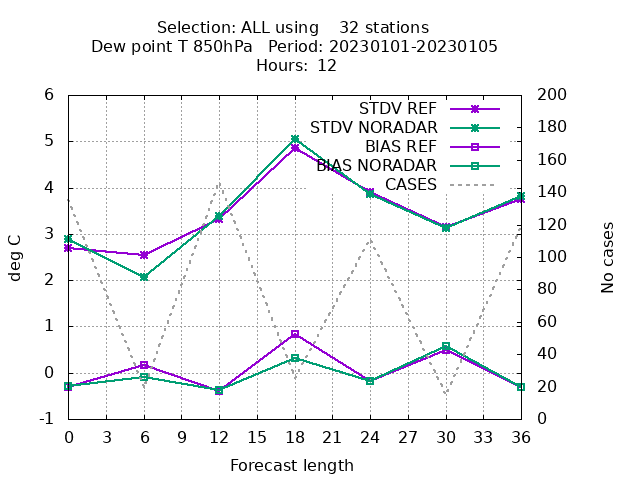 Selection: ALL using    32 stations
Dew point T 850hPa   Period: 20230101-20230105
Hours: 12
STDV REF
STDV NORADAR
BIAS REF
BIAS NORADAR
CASES
6
5
4
3
2
1
0
-1
deg C
200
180
160
140
120
100
80
60
40
20
0
No cases
0 3 6 9 12 15 18 21 24 27 30 33 36
Forecast length